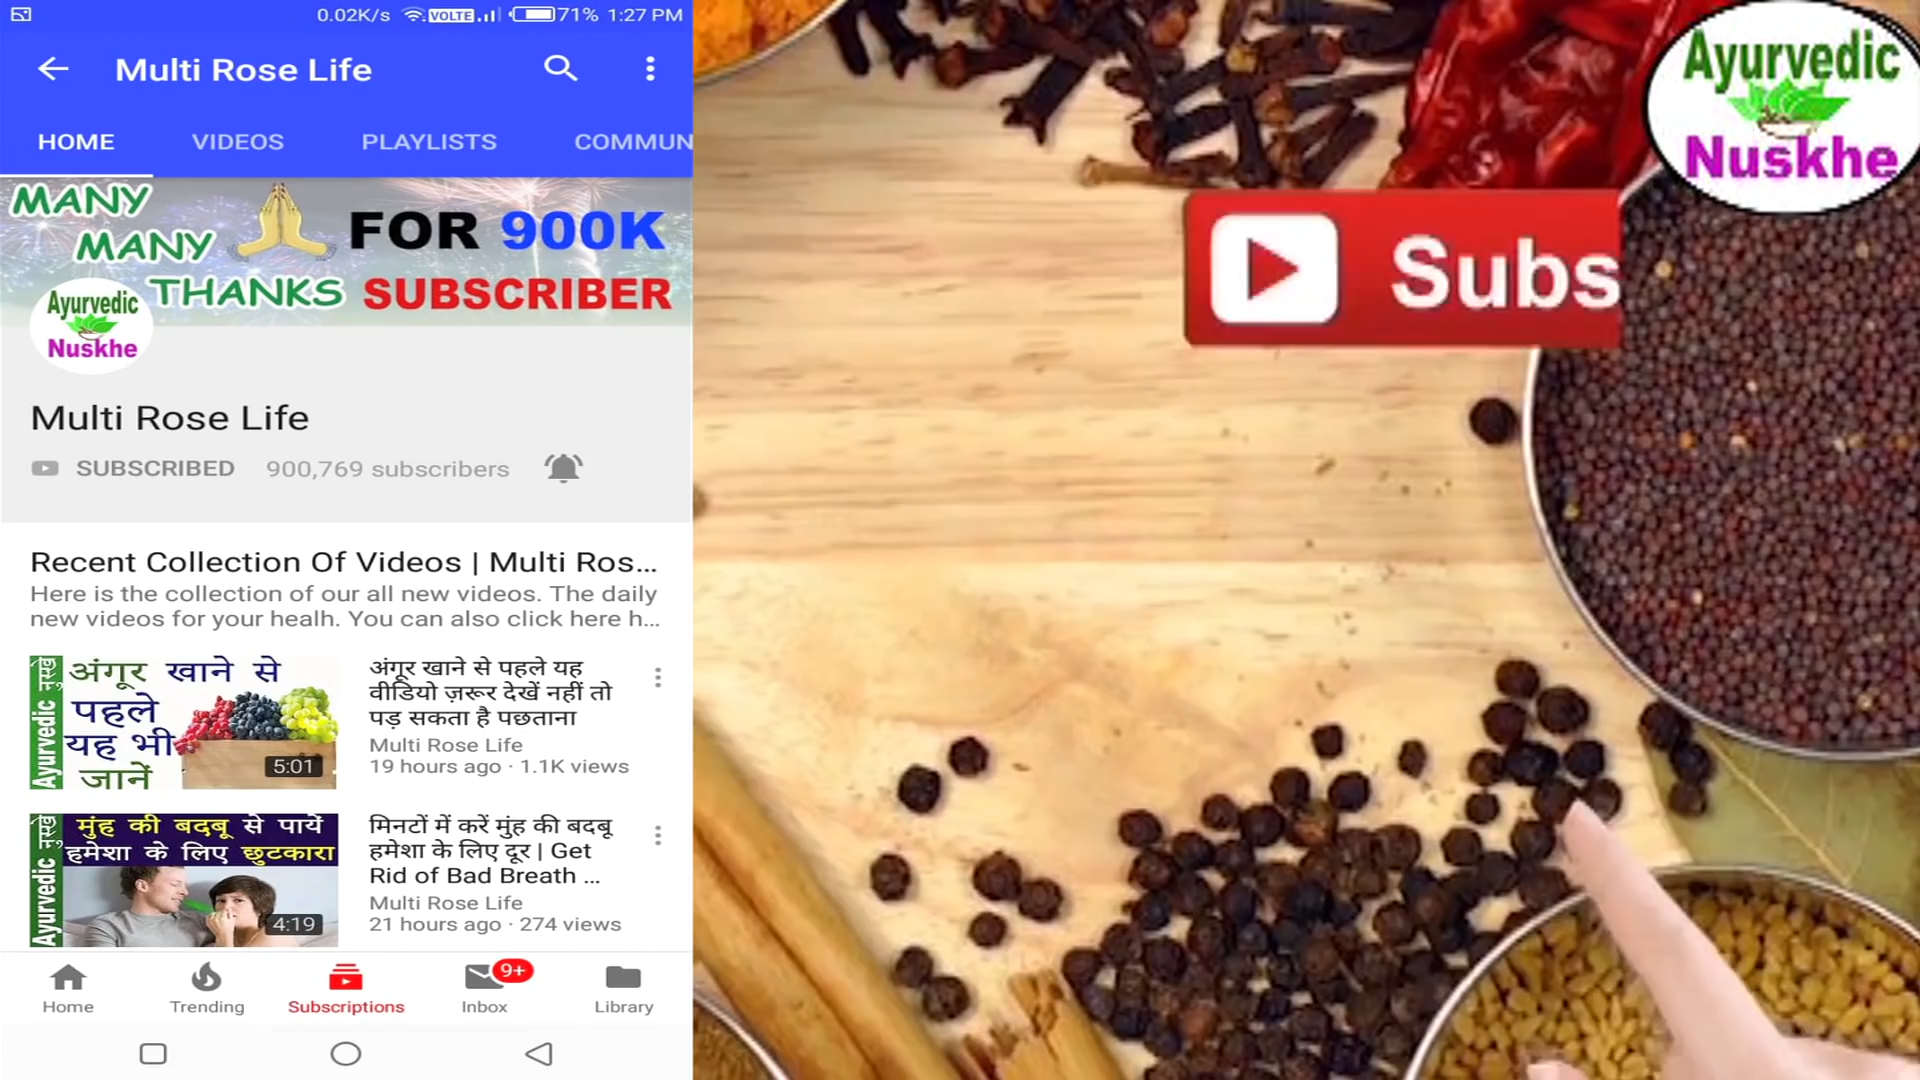 0.02K/s VOLTE 71% 1:27 PM
Multi Rose Life
HOME VIDEOS PLAYLISTS COMMUN
MANY
MANY
THANKS
FOR 900K
SUBSCRIBER
Ayurvedic
Nuskhe
Multi Rose Life
SUBSCRIBED 900,769 subscribers
Recent Collection Of Videos | Multi Ros...
Here is the collection of our all new videos. The daily
new videos for your healh. You can also click here h...
Ayurvedic नुस्खे
अंगूर खाने से
पहले
यह भी
जानें
5:01
अंगूर खाने से पहले यह
वीडियो ज़रूर देखें नहीं तो
पड़ सकता है पछताना
Multi Rose Life
19 hours ago · 1.1K views
Ayurvedic नुस्खे
मुंह की बदबू से पायें
हमेशा के लिए छुटकारा
4:19
मिनटों में करें मुंह की बदबू
हमेशा के लिए दूर | Get
Rid of Bad Breath ...
Multi Rose Life
21 hours ago · 274 views
Home Trending Subscriptions Inbox 9+ Library
Subs
Ayurvedic
Nuskhe